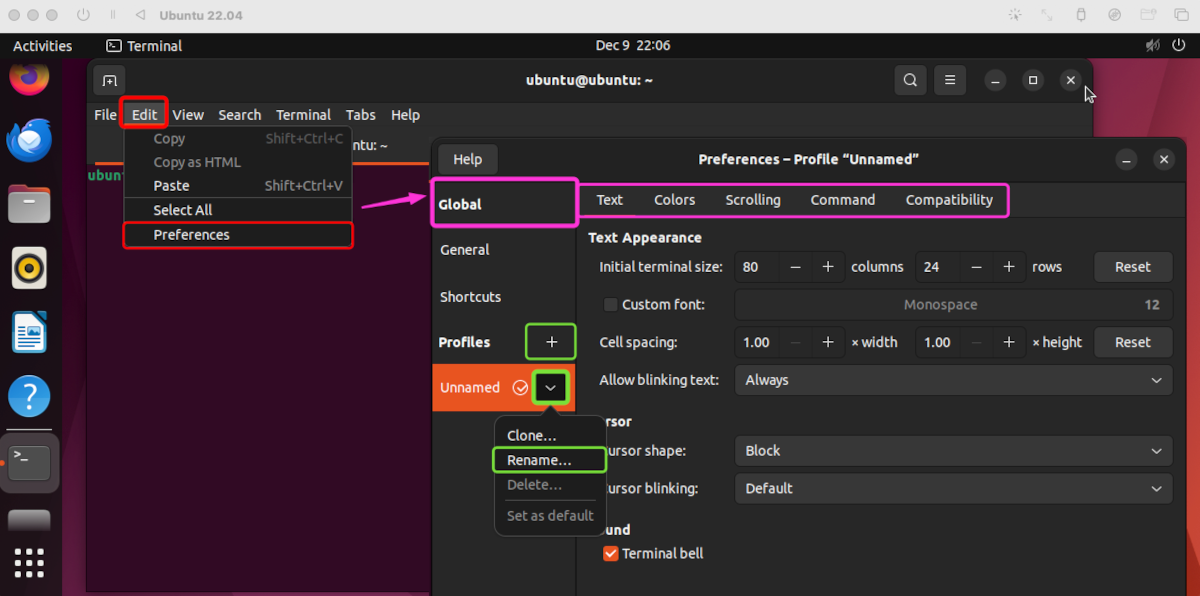 Ubuntu 22.04
Activities
Terminal
Dec 9 22:06
ubuntu@ubuntu: ~
File Edit View Search Terminal Tabs Help
ntu: ~
ubun
Copy Shift+Ctrl+C
Copy as HTML
Paste Shift+Ctrl+V
Select All
Preferences
Help
Preferences – Profile “Unnamed”
Global
General
Shortcuts
Profiles
Unnamed
Clone...
Rename...
Delete...
Set as default
Text Colors Scrolling Command Compatibility
Text Appearance
Initial terminal size: 80 − + columns 24 − + rows Reset
Custom font: Monospace 12
Cell spacing: 1.00 − + × width 1.00 − + × height Reset
Allow blinking text: Always
rsor
ursor shape: Block
ursor blinking: Default
und
Terminal bell